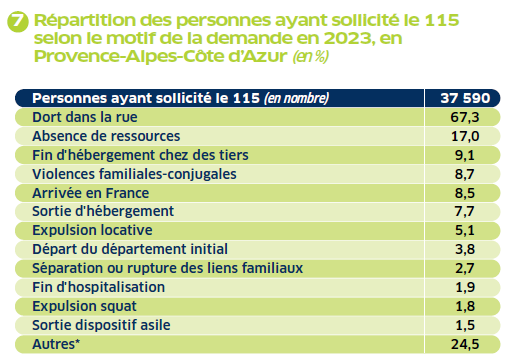 7 Répartition des personnes ayant sollicité le 115
selon le motif de la demande en 2023, en
Provence-Alpes-Côte d'Azur (en %)
Personnes ayant sollicité le 115 (en nombre) 37 590
Dort dans la rue 67,3
Absence de ressources 17,0
Fin d'hébergement chez des tiers 9,1
Violences familiales-conjugales 8,7
Arrivée en France 8,5
Sortie d'hébergement 7,7
Expulsion locative 5,1
Départ du département initial 3,8
Séparation ou rupture des liens familiaux 2,7
Fin d'hospitalisation 1,9
Expulsion squat 1,8
Sortie dispositif asile 1,5
Autres* 24,5